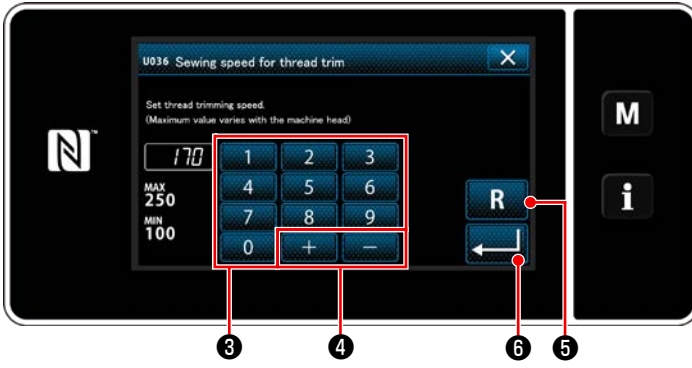 U036 Sewing speed for thread trim
Set thread trimming speed.
(Maximum value varies with the machine head)
170
1 2 3
MAX
250
4 5 6
MIN
100
7 8 9
0 + −
R
M
i
N™
❸ ❹ ❻ ❺